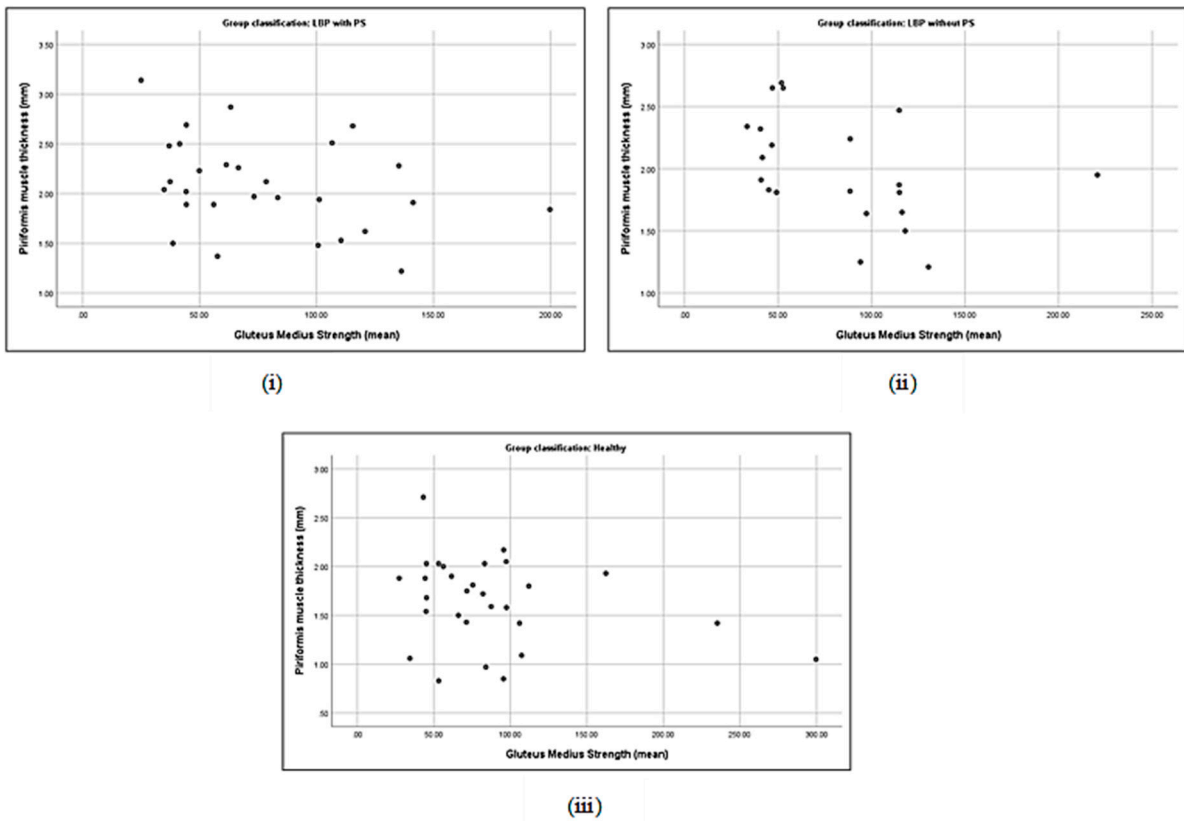 Group classification: LBP with PS
3.50
3.00
2.50
2.00
1.50
1.00
Piriformis muscle thickness (mm)
.00 50.00 100.00 150.00 200.00
Gluteus Medius Strength (mean)
(i)
Group classification: LBP without PS
3.00
2.50
2.00
1.50
1.00
Piriformis muscle thickness (mm)
.00 50.00 100.00 150.00 200.00 250.00
Gluteus Medius Strength (mean)
(ii)
Group classification: Healthy
3.00
2.50
2.00
1.50
1.00
.50
Piriformis muscle thickness (mm)
.00 50.00 100.00 150.00 200.00 250.00 300.00
Gluteus Medius Strength (mean)
(iii)